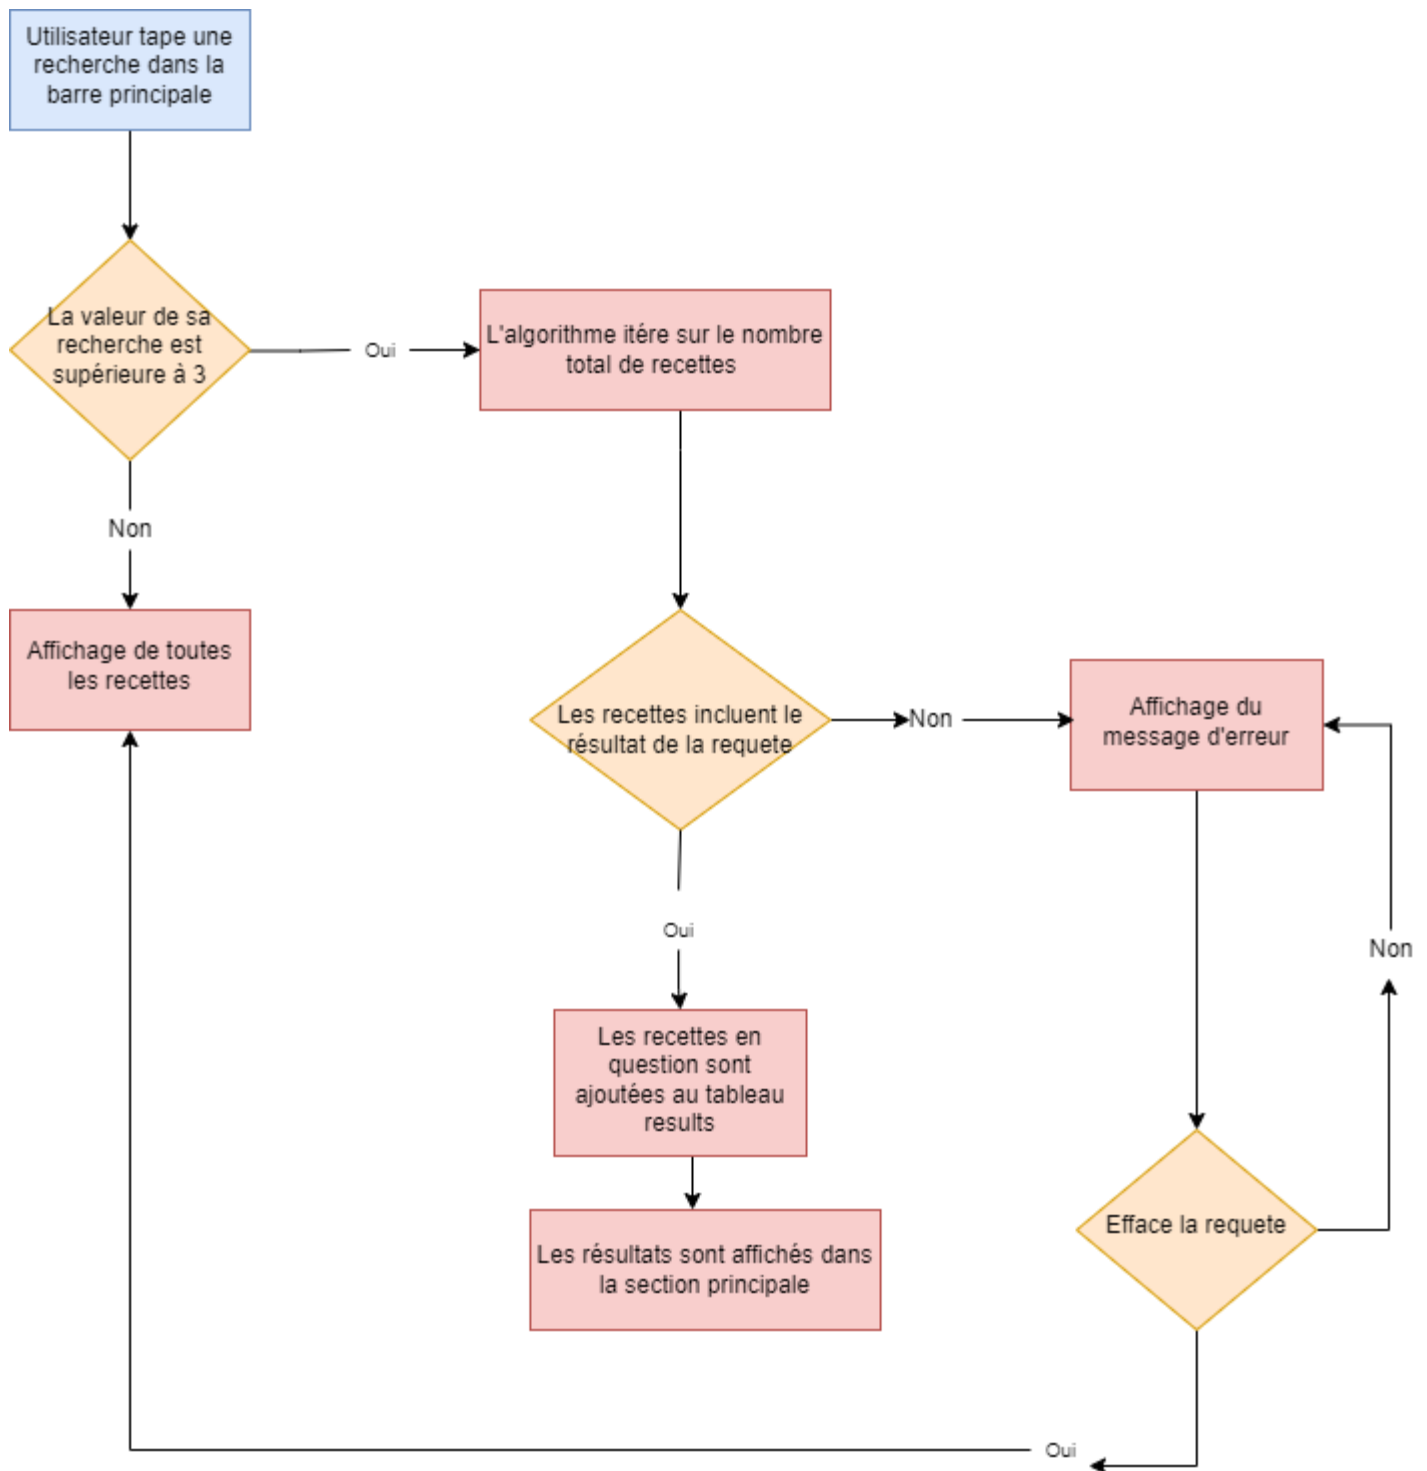 Utilisateur tape une
recherche dans la
barre principale
La valeur de sa
recherche est
supérieure à 3
Oui
L'algorithme itére sur le nombre
total de recettes
Non
Affichage de toutes
les recettes
Les recettes incluent le
résultat de la requete
Non
Affichage du
message d'erreur
Oui
Non
Les recettes en
question sont
ajoutées au tableau
results
Efface la requete
Les résultats sont affichés dans
la section principale
Oui